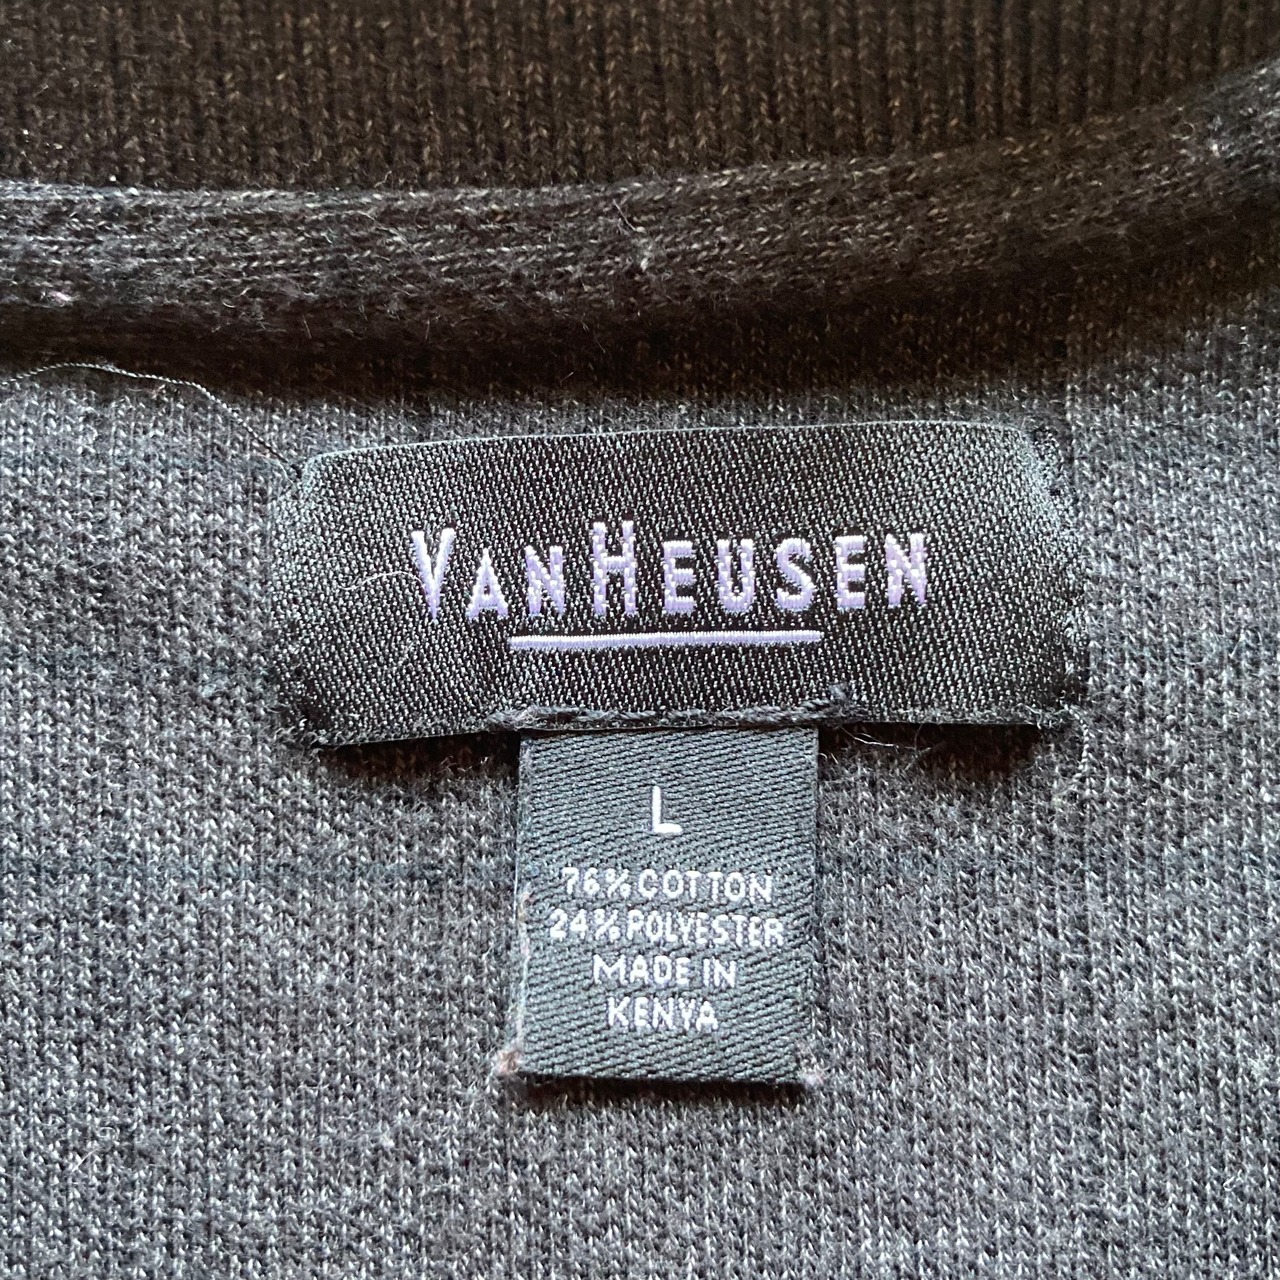 VANHEUSEN
L
76% COTTON
24% POLYESTER
MADE IN
KENYA